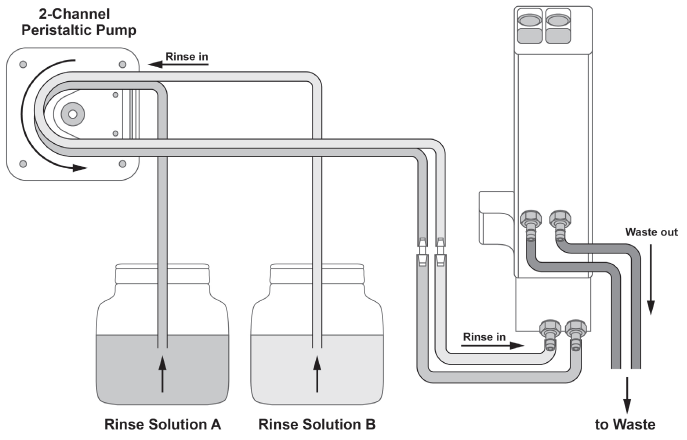 2-Channel
Peristaltic Pump
Rinse in
Waste out
Rinse in
Rinse Solution A
Rinse Solution B
to Waste